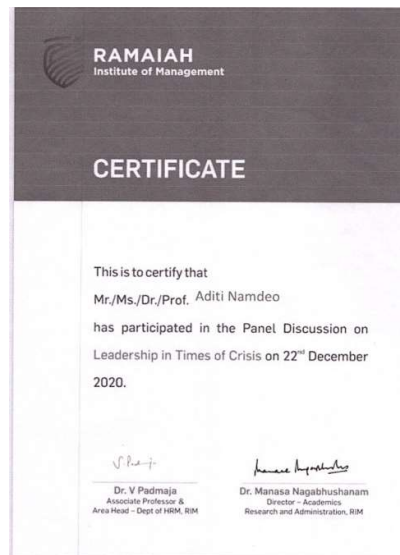 RAMAIAH
Institute of Management
CERTIFICATE
This is to certify that
Mr./Ms./Dr./Prof. Aditi Namdeo
has participated in the Panel Discussion on
Leadership in Times of Crisis on 22nd December
2020.
Dr. V Padmaja
Associate Professor &
Area Head – Dept of HRM, RIM
Dr. Manasa Nagabhushanam
Director – Academics
Research and Administration, RIM